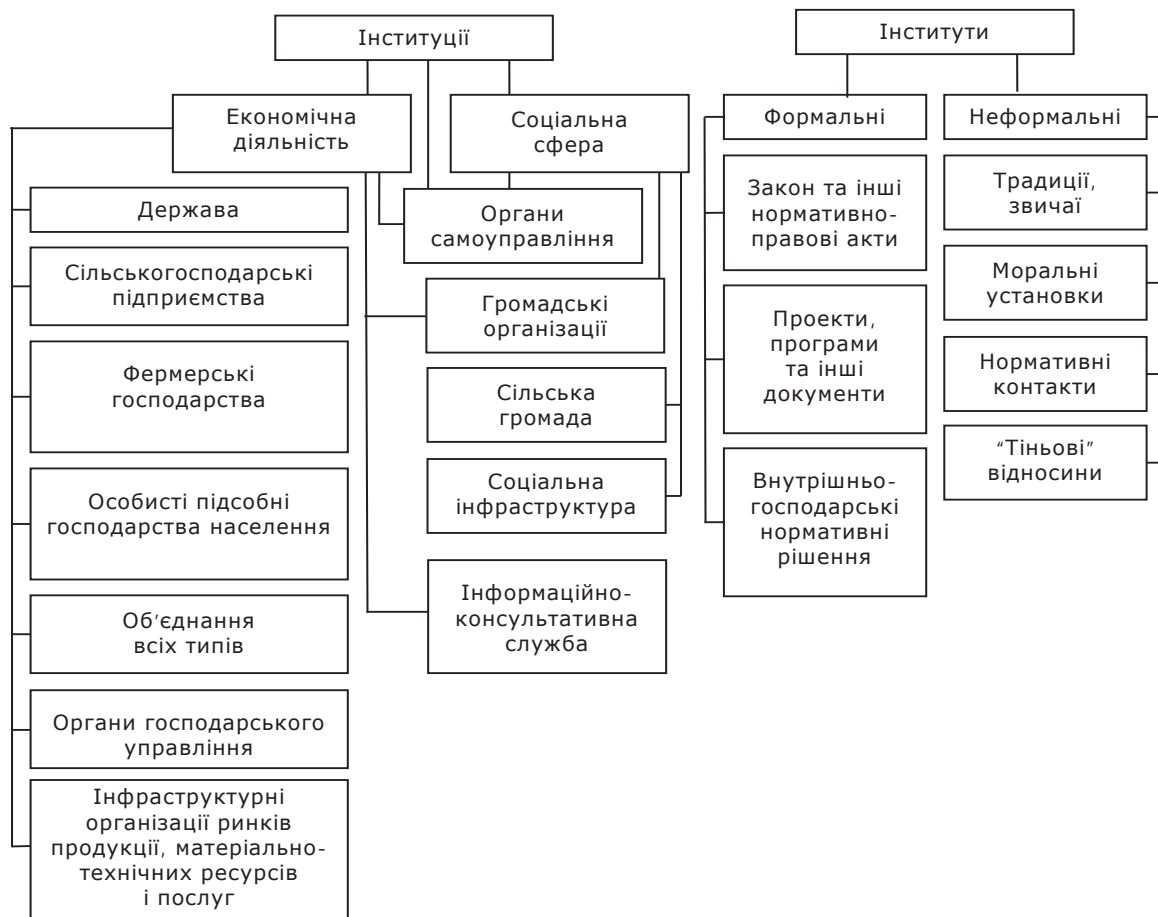 Інституції
Економічна
діяльність
Соціальна
сфера
Держава
Сільськогосподарські
підприємства
Фермерські
господарства
Особисті підсобні
господарства населення
Об’єднання
всіх типів
Органи господарського
управління
Інфраструктурні
організації ринків
продукції, матеріально-
технічних ресурсів
і послуг
Органи
самоуправління
Громадські
організації
Сільська
громада
Соціальна
інфраструктура
Інформаційно-
консультативна
служба
Інститути
Формальні
Закон та інші
нормативно-
правові акти
Проекти,
програми
та інші
документи
Внутрішньо-
господарські
нормативні
рішення
Неформальні
Традиції,
звичаї
Моральні
установки
Нормативні
контакти
“Тіньові”
відносини